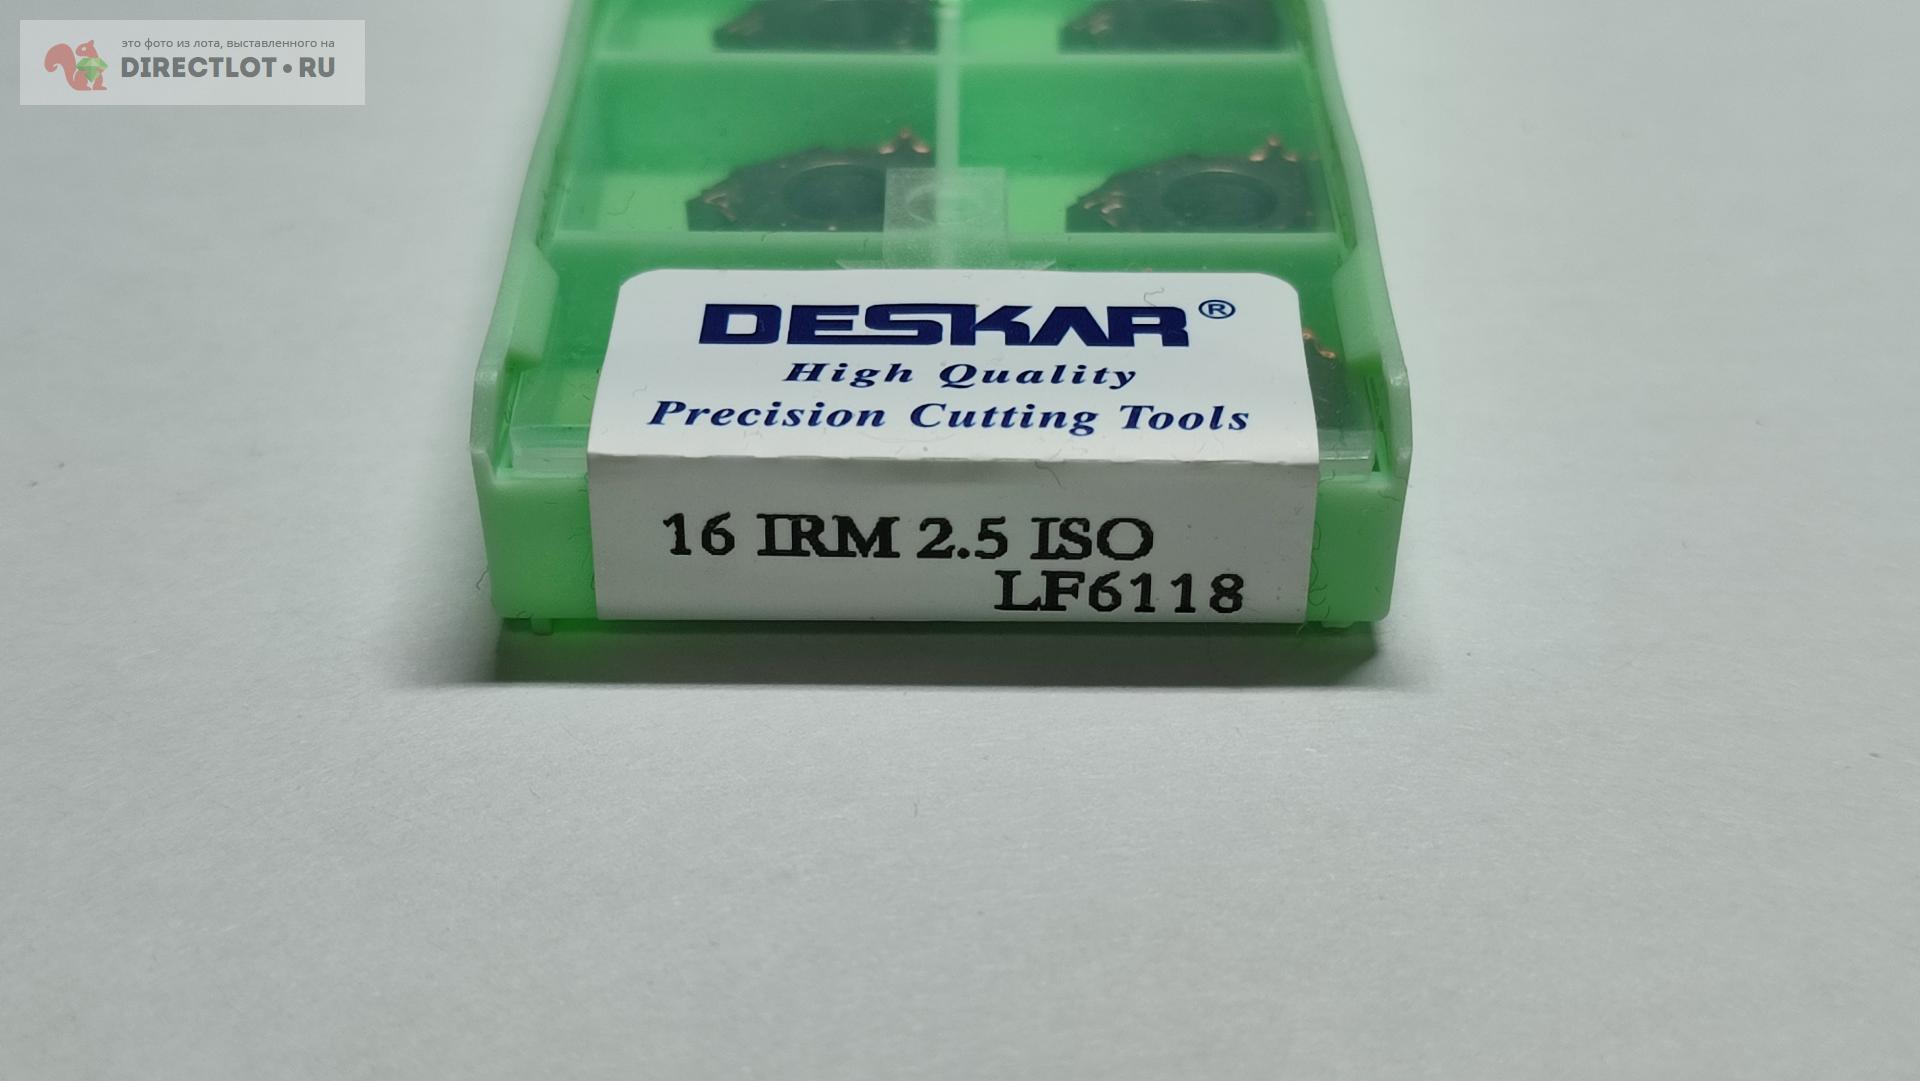 это фото из лота, выставленного на
DIRECTLOT•RU
DESKAR®
High Quality
Precision Cutting Tools
16 IRM 2.5 ISO
LF6118